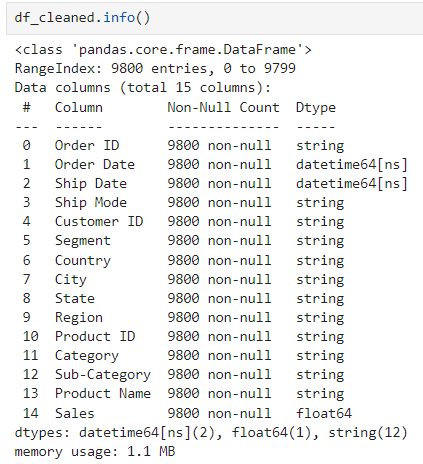 df_cleaned.info()
<class 'pandas.core.frame.DataFrame'>
RangeIndex: 9800 entries, 0 to 9799
Data columns (total 15 columns):
 #   Column        Non-Null Count  Dtype
---  ------        --------------  -----
 0   Order ID      9800 non-null   string
 1   Order Date    9800 non-null   datetime64[ns]
 2   Ship Date     9800 non-null   datetime64[ns]
 3   Ship Mode     9800 non-null   string
 4   Customer ID   9800 non-null   string
 5   Segment       9800 non-null   string
 6   Country       9800 non-null   string
 7   City          9800 non-null   string
 8   State         9800 non-null   string
 9   Region        9800 non-null   string
 10  Product ID    9800 non-null   string
 11  Category      9800 non-null   string
 12  Sub-Category  9800 non-null   string
 13  Product Name  9800 non-null   string
 14  Sales         9800 non-null   float64
dtypes: datetime64[ns](2), float64(1), string(12)
memory usage: 1.1 MB